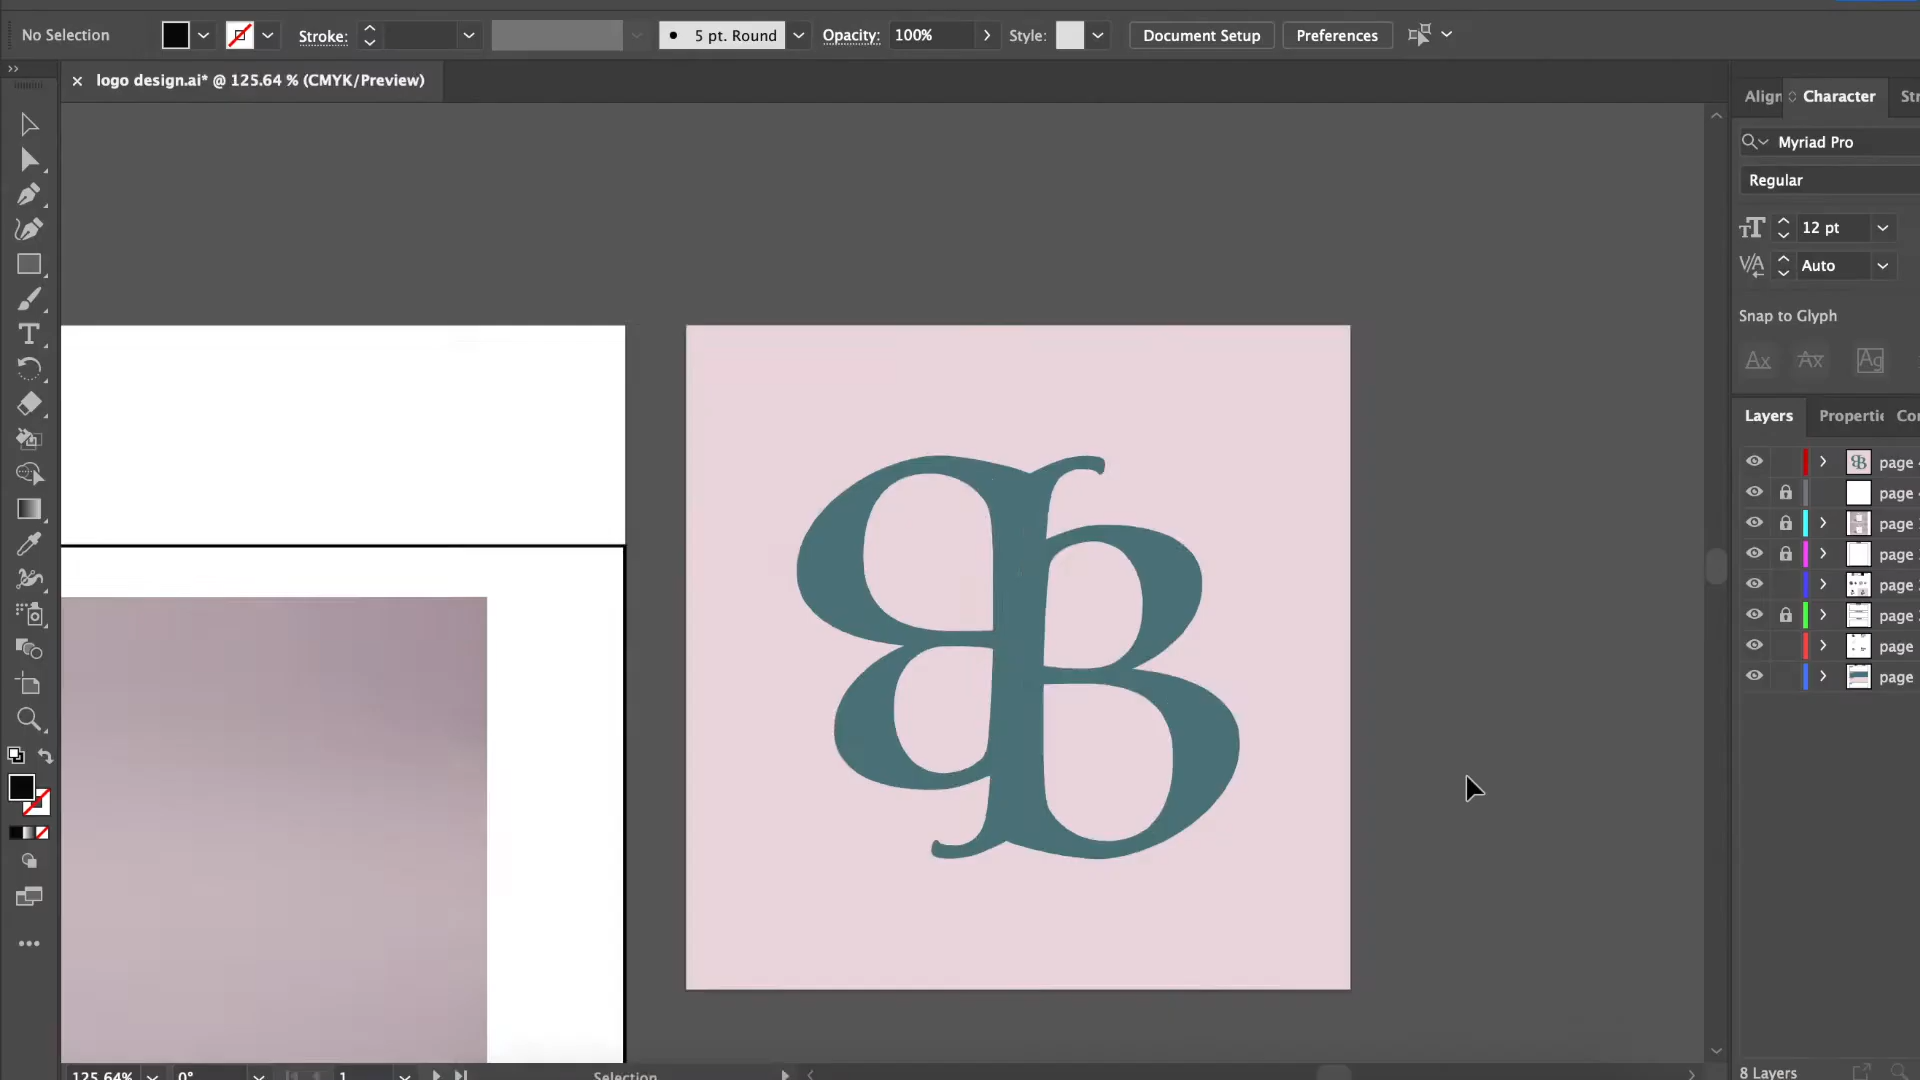 No Selection Stroke: 5 pt. Round Opacity: 100% Style: Document Setup Preferences
logo design.ai* @ 125.64 % (CMYK/Preview)
Align Character Str
Myriad Pro
Regular
12 pt
Auto
Snap to Glyph
Layers Properti Co
page
page
page
page
page
page
page
page
B B
125.64% 0° 1 Selection
8 Layers